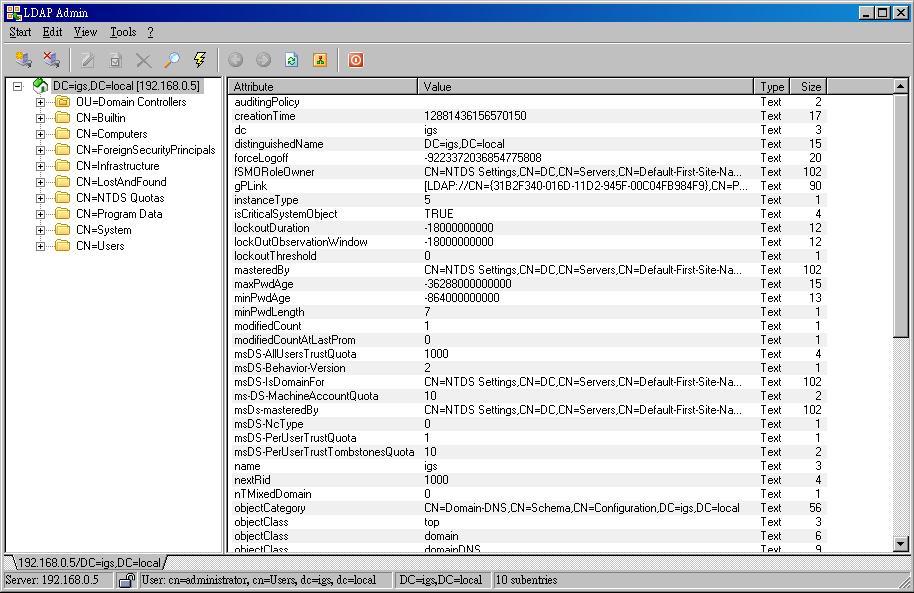 LDAP Admin
Start Edit View Tools ?
DC=igs,DC=local [192.168.0.5]
OU=Domain Controllers
CN=Builtin
CN=Computers
CN=ForeignSecurityPrincipals
CN=Infrastructure
CN=LostAndFound
CN=NTDS Quotas
CN=Program Data
CN=System
CN=Users
Attribute Value Type Size
auditingPolicy Text 2
creationTime 12881436156570150 Text 17
dc igs Text 3
distinguishedName DC=igs,DC=local Text 15
forceLogoff -9223372036854775808 Text 20
fSMORoleOwner CN=NTDS Settings,CN=DC,CN=Servers,CN=Default-First-Site-Na... Text 102
gPLink [LDAP://CN={31B2F340-016D-11D2-945F-00C04FB984F9},CN=P... Text 90
instanceType 5 Text 1
isCriticalSystemObject TRUE Text 4
lockoutDuration -18000000000 Text 12
lockOutObservationWindow -18000000000 Text 12
lockoutThreshold 0 Text 1
masteredBy CN=NTDS Settings,CN=DC,CN=Servers,CN=Default-First-Site-Na... Text 102
maxPwdAge -36288000000000 Text 15
minPwdAge -864000000000 Text 13
minPwdLength 7 Text 1
modifiedCount 1 Text 1
modifiedCountAtLastProm 0 Text 1
msDS-AllUsersTrustQuota 1000 Text 4
msDS-Behavior-Version 2 Text 1
msDS-IsDomainFor CN=NTDS Settings,CN=DC,CN=Servers,CN=Default-First-Site-Na... Text 102
ms-DS-MachineAccountQuota 10 Text 2
msDs-masteredBy CN=NTDS Settings,CN=DC,CN=Servers,CN=Default-First-Site-Na... Text 102
msDS-NcType 0 Text 1
msDS-PerUserTrustQuota 1 Text 1
msDS-PerUserTrustTombstonesQuota 10 Text 2
name igs Text 3
nextRid 1000 Text 4
nTMixedDomain 0 Text 1
objectCategory CN=Domain-DNS,CN=Schema,CN=Configuration,DC=igs,DC=local Text 56
objectClass top Text 3
objectClass domain Text 6
objectClass domainDNS Text 9
\192.168.0.5/DC=igs,DC=local/
Server: 192.168.0.5 User: cn=administrator, cn=Users, dc=igs, dc=local DC=igs,DC=local 10 subentries